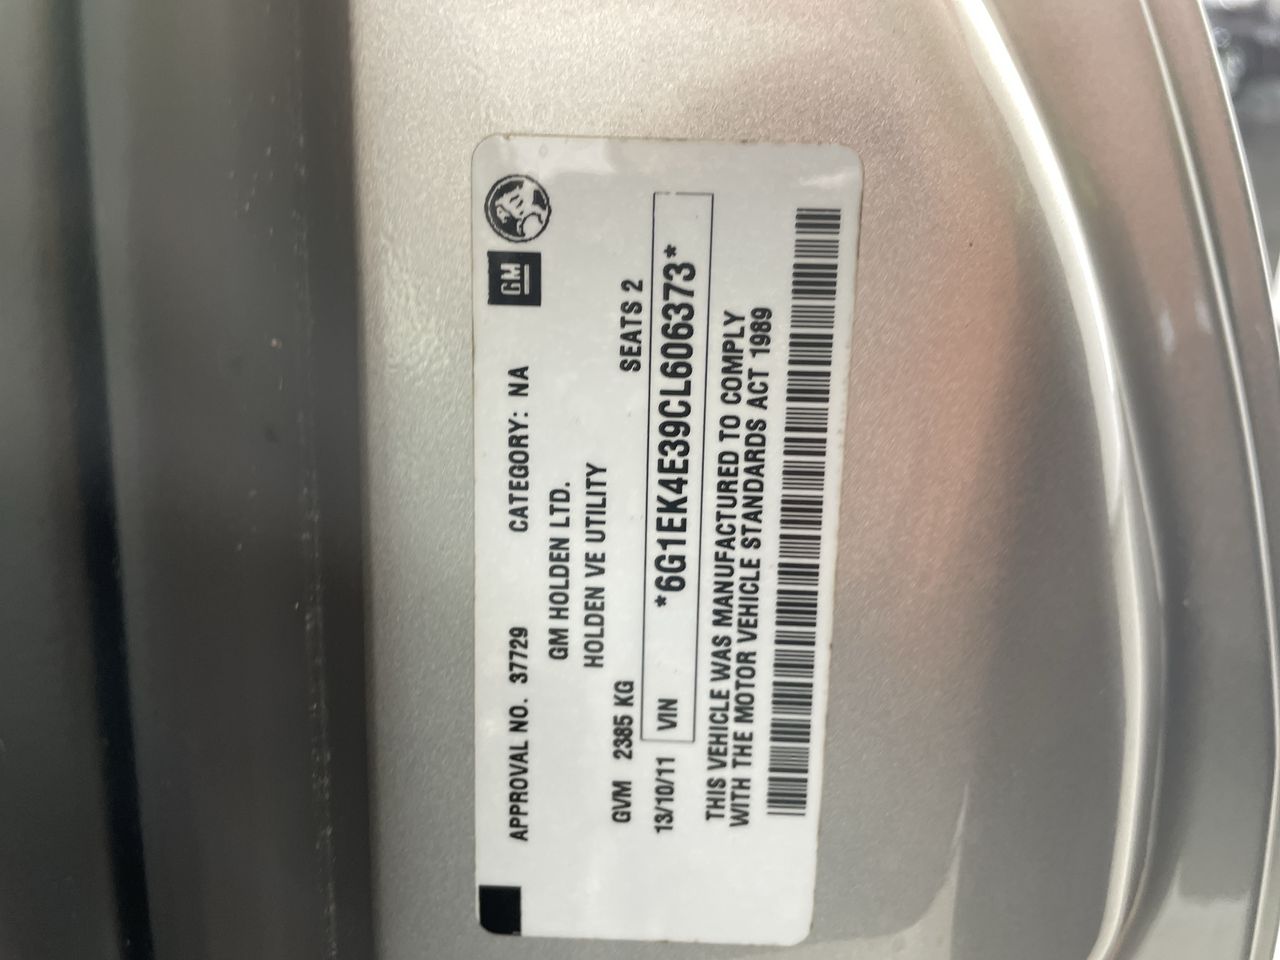 APPROVAL NO. 37729 CATEGORY: NA GM
GM HOLDEN LTD.
HOLDEN VE UTILITY
GVM 2385 KG SEATS 2
13/10/11 VIN *6G1EK4E39CL606373*
THIS VEHICLE WAS MANUFACTURED TO COMPLY
WITH THE MOTOR VEHICLE STANDARDS ACT 1989